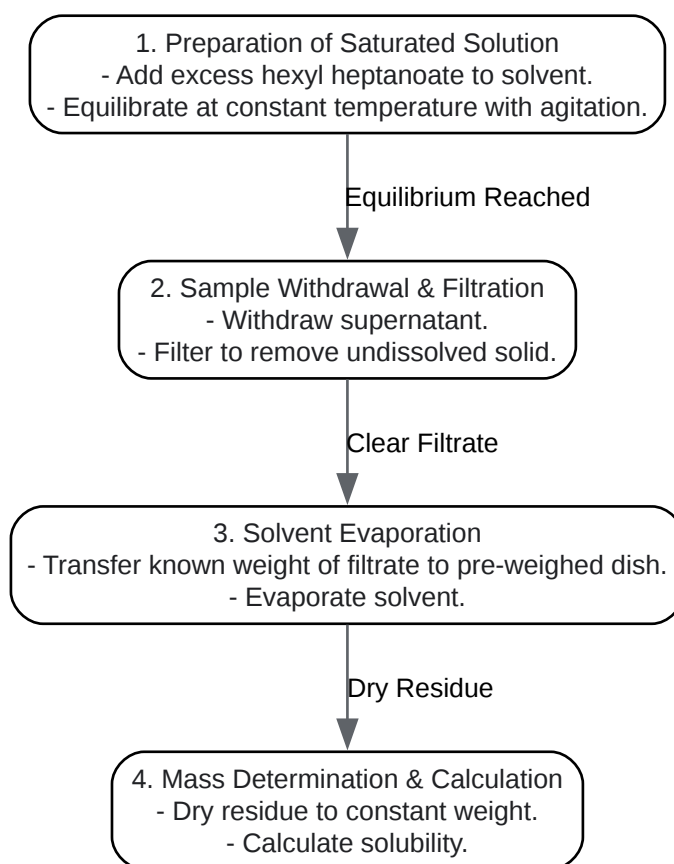 1. Preparation of Saturated Solution
- Add excess hexyl heptanoate to solvent.
- Equilibrate at constant temperature with agitation.
Equilibrium Reached
2. Sample Withdrawal & Filtration
- Withdraw supernatant.
- Filter to remove undissolved solid.
Clear Filtrate
3. Solvent Evaporation
- Transfer known weight of filtrate to pre-weighed dish.
- Evaporate solvent.
Dry Residue
4. Mass Determination & Calculation
- Dry residue to constant weight.
- Calculate solubility.